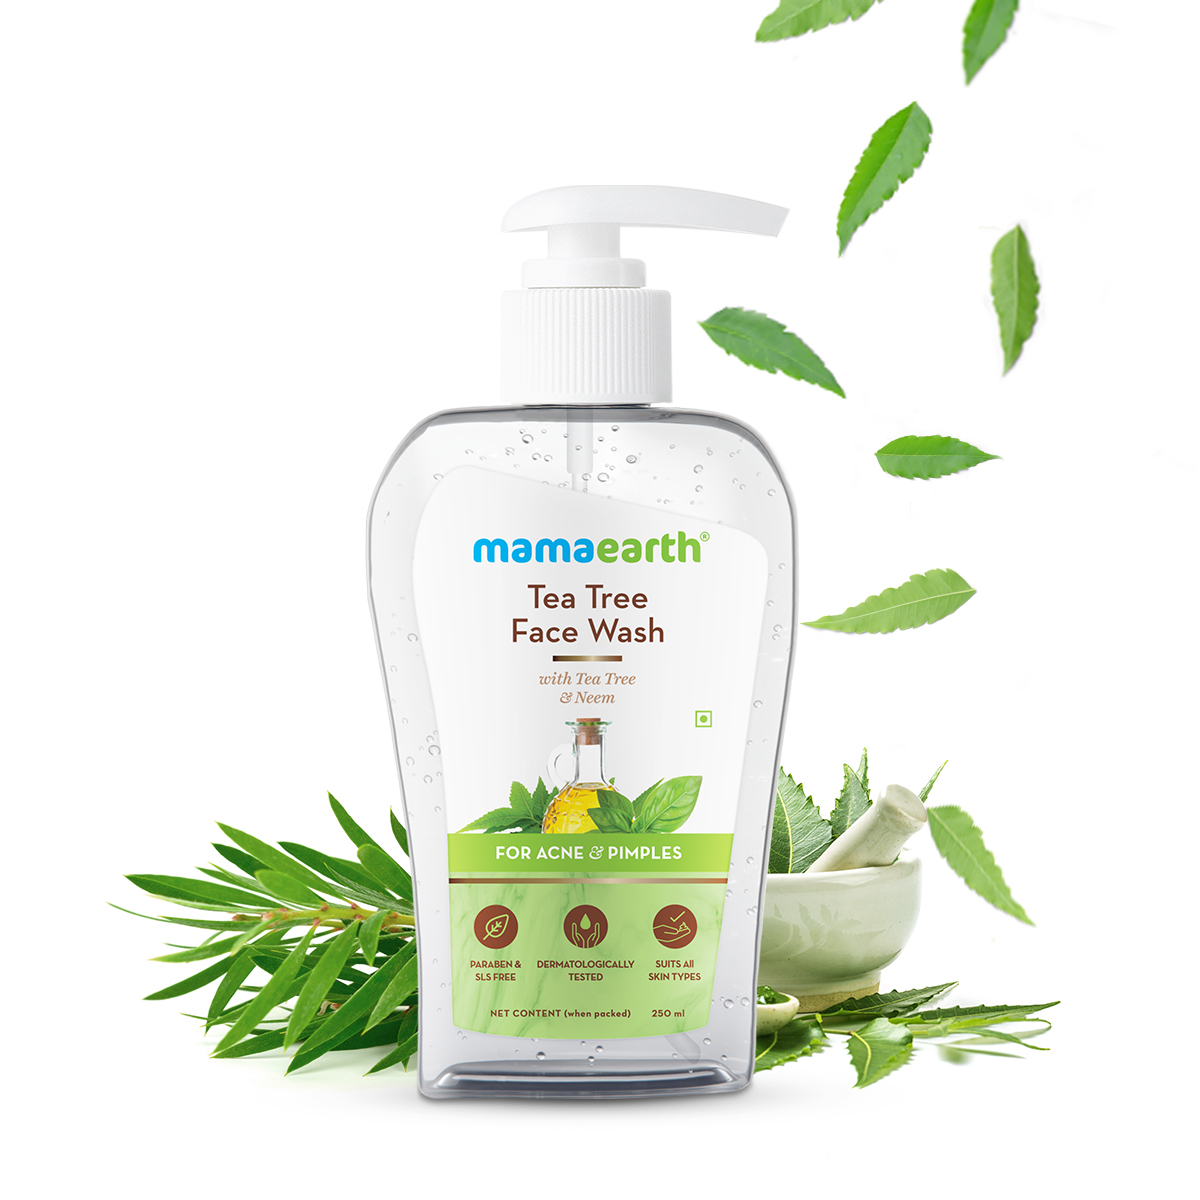 mamaearth®
Tea Tree
Face Wash
with Tea Tree
& Neem
FOR ACNE & PIMPLES
PARABEN &
SLS FREE
DERMATOLOGICALLY
TESTED
SUITS All
SKIN TYPES
NET CONTENT (when packed) 250 ml